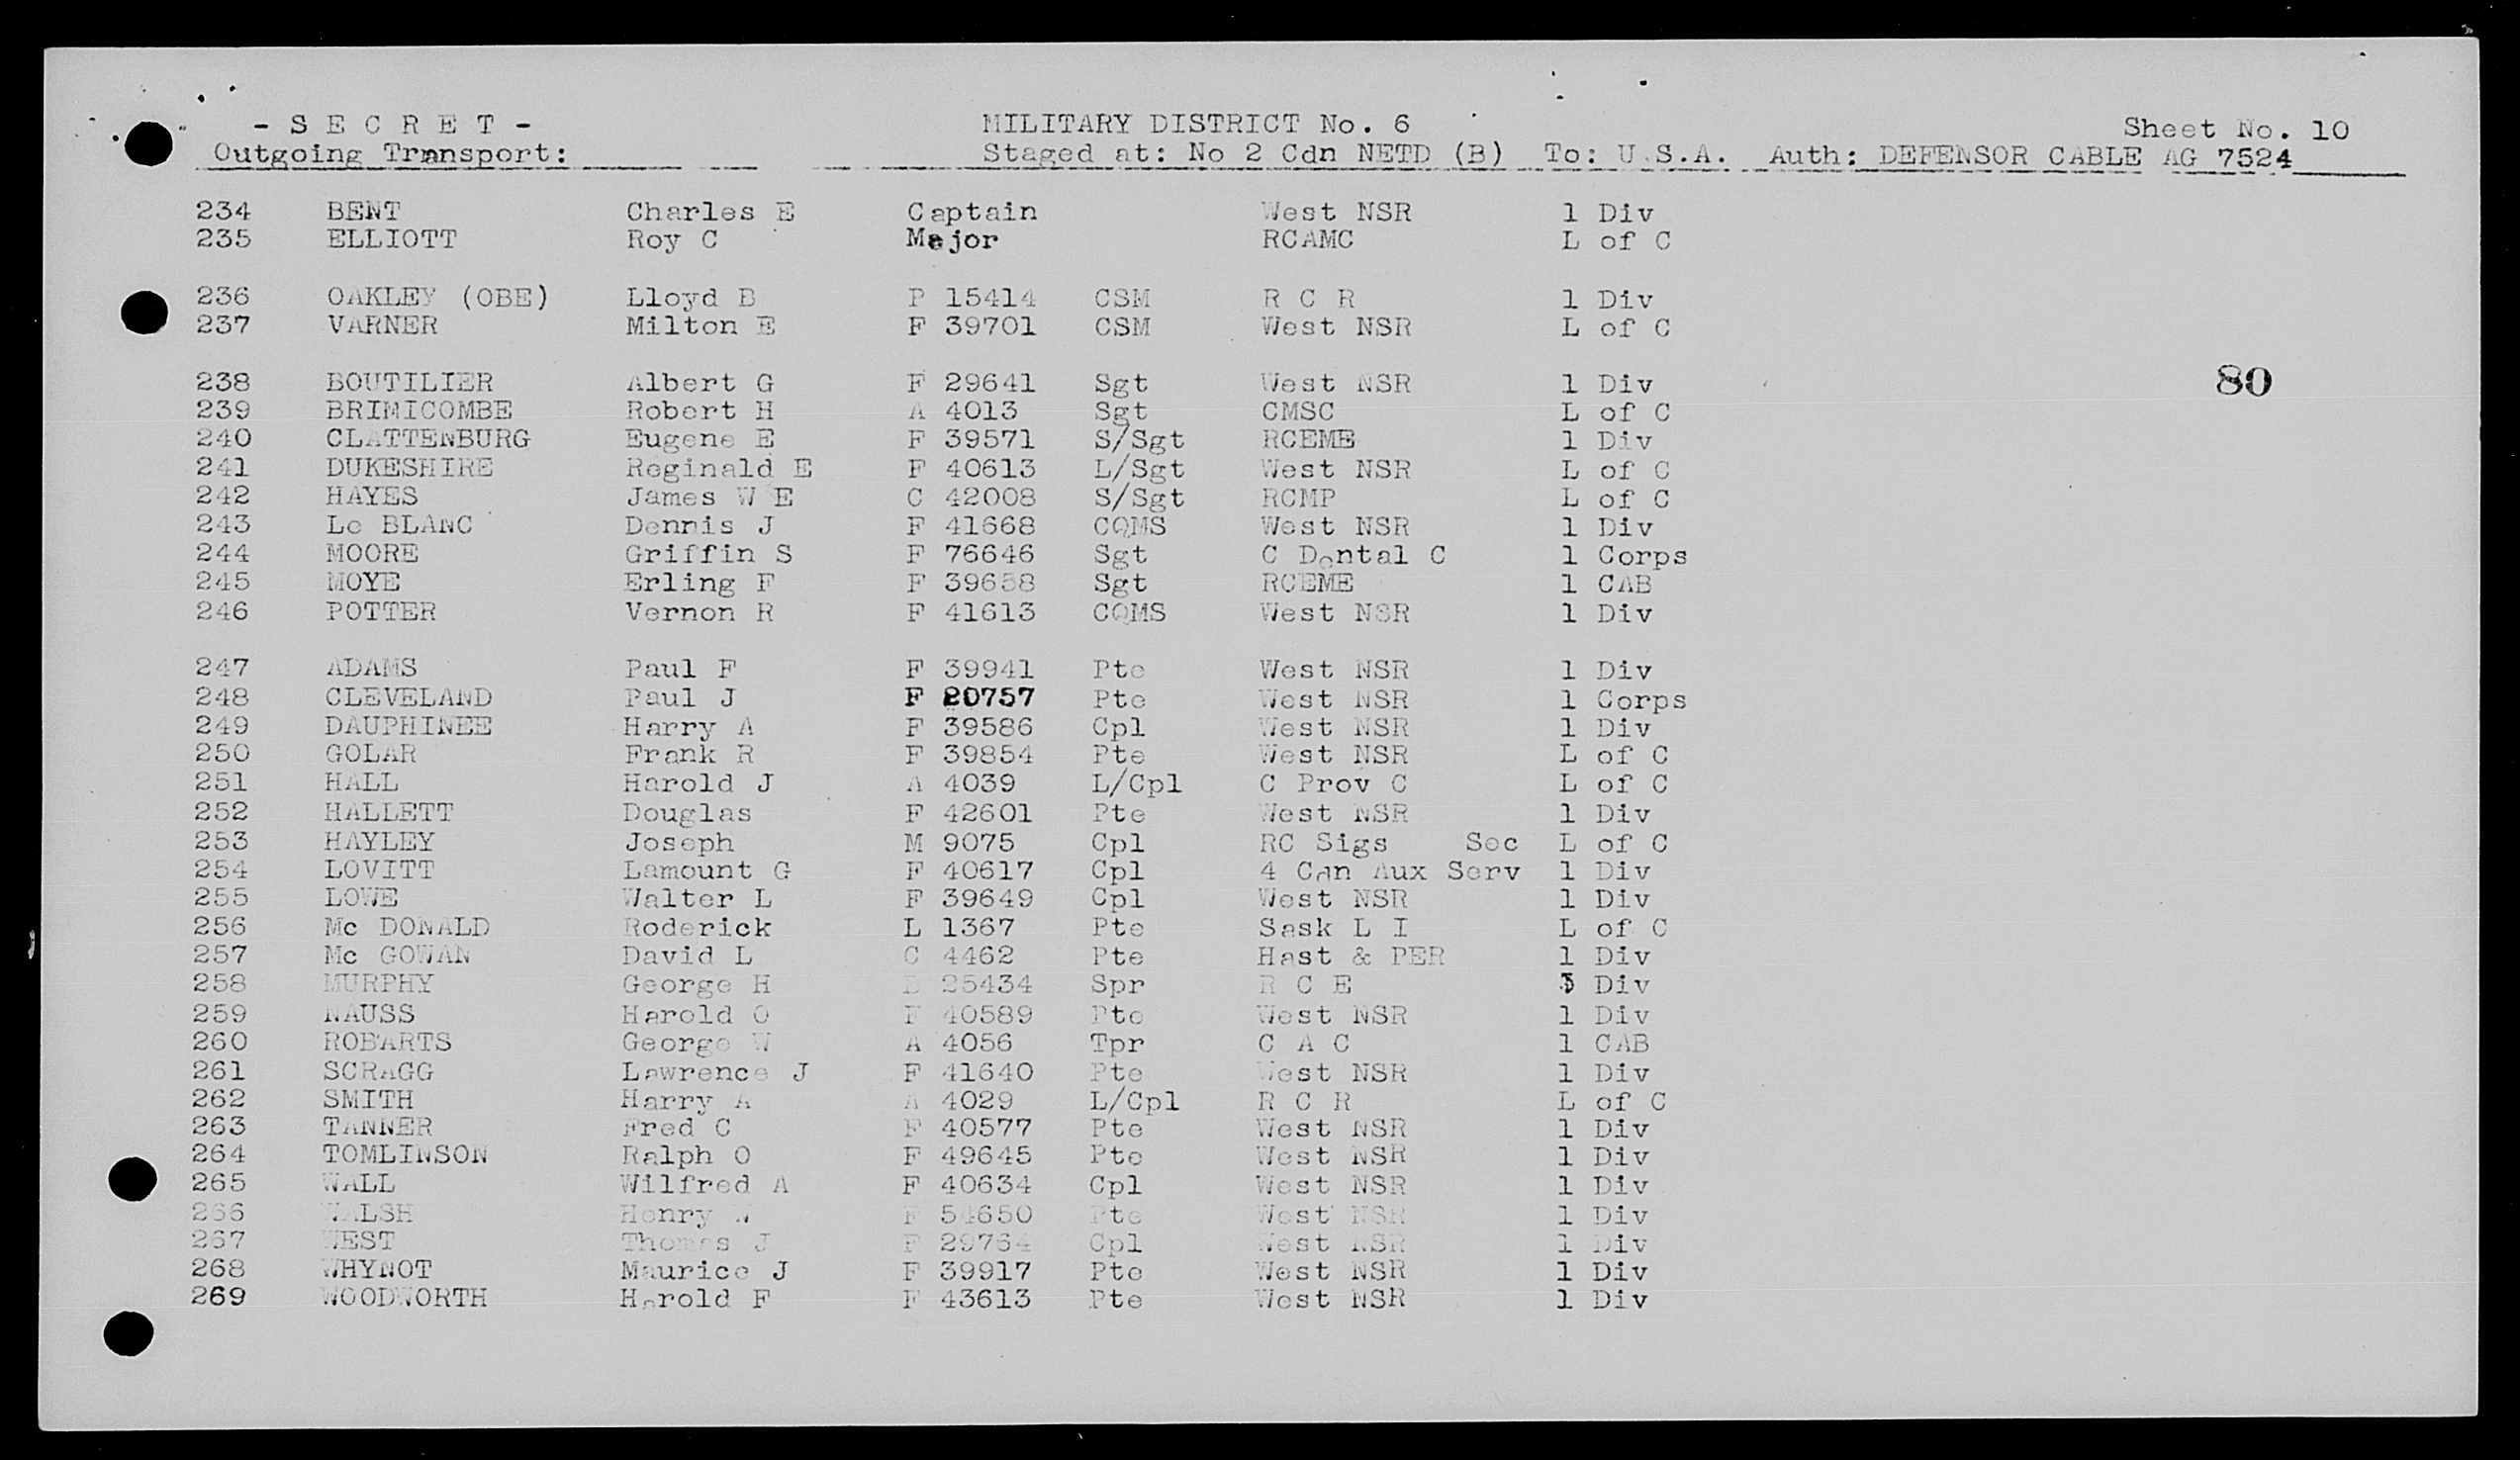 - S E C R E T - MILITARY DISTRICT No. 6 Sheet No. 10
Outgoing Transport: Staged at: No 2 Cdn NETD (B) To: U.S.A. Auth: DEFENSOR CABLE AG 7524
234 BENT Charles E Captain West NSR 1 Div
235 ELLIOTT Roy C Major RCAMC L of C
236 OAKLEY (OBE) Lloyd B P 15414 CSM R C R 1 Div
237 VARNER Milton E F 39701 CSM West NSR L of C
80
238 BOUTILIER Albert G F 29641 Sgt West NSR 1 Div
239 BRIMICOMBE Robert H A 4013 Sgt CMSC L of C
240 CLATTENBURG Eugene E F 39571 S/Sgt RCEME 1 Div
241 DUKESHIRE Reginald E F 40613 L/Sgt West NSR L of C
242 HAYES James W E C 42008 S/Sgt RCMP L of C
243 Le BLANC Dennis J F 41668 CQMS West NSR 1 Div
244 MOORE Griffin S F 76646 Sgt C Dental C 1 Corps
245 MOYE Erling F F Sgt RCEME 1 CAB
246 POTTER Vernon R F 41613 CQMS West NSR 1 Div
247 ADAMS Paul F F 39941 Pte West NSR 1 Div
248 CLEVELAND Paul J F 20757 Pte West NSR 1 Corps
249 DAUPHINEE Harry A F 39586 Cpl West NSR 1 Div
250 GOLAR Frank R F 39854 Pte West NSR L of C
251 HALL Harold J A 4039 L/Cpl C Prov C L of C
252 HALLETT Douglas F 42601 Pte West NSR 1 Div
253 HAYLEY Joseph M 9075 Cpl RC Sigs Sec L of C
254 LOVITT Lamount G F 40617 Cpl 4 Can Aux Serv 1 Div
255 LOWE Walter L F 39649 Cpl West NSR 1 Div
256 Mc DONALD Roderick L 1367 Pte Sask L I L of C
257 Mc GOWAN David L C 4462 Pte Hast & PER 1 Div
258 MURPHY George H 25434 Spr R C E 5 Div
259 NAUSS Harold O F 40589 Pte West NSR 1 Div
260 ROBARTS George W A 4056 Tpr C A C 1 CAB
261 SCRAGG Lawrence J F 41640 Pte West NSR 1 Div
262 SMITH Harry A A 4029 L/Cpl R C R L of C
263 TANNER Fred C F 40577 Pte West NSR 1 Div
264 TOMLINSON Ralph O F 49645 Pte West NSR 1 Div
265 WALL Wilfred A F 40634 Cpl West NSR 1 Div
266 WALSH Henry W F Pte West NSR 1 Div
267 WEST Thomas J F 29764 Cpl West NSR 1 Div
268 WHYNOT Maurice J F 39917 Pte West NSR 1 Div
269 WOODWORTH Harold F F 43613 Pte West NSR 1 Div